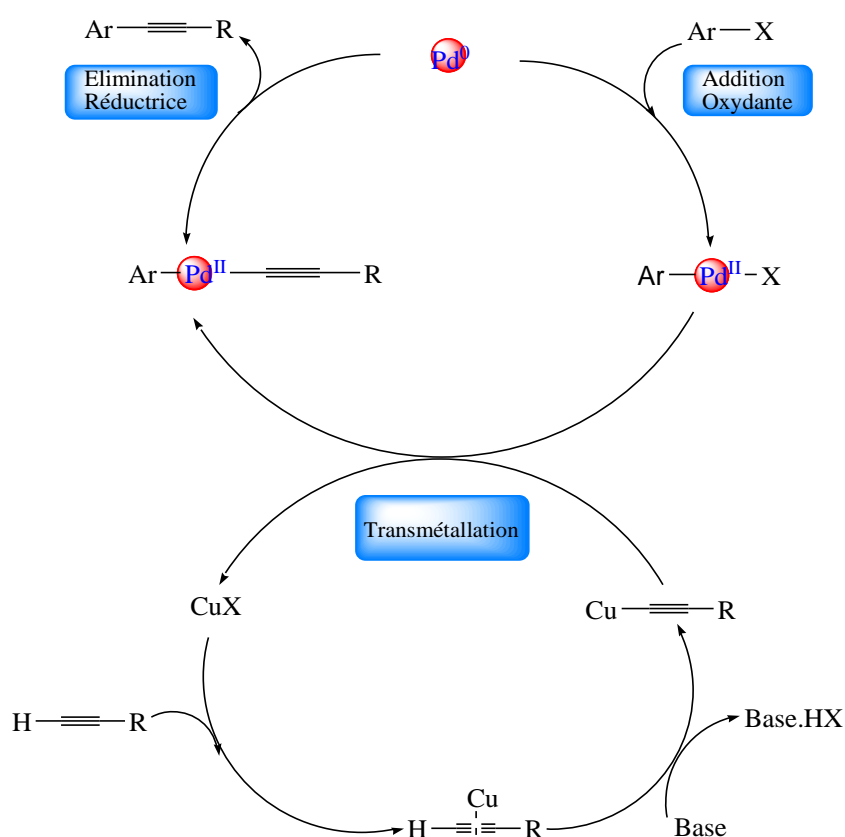 Ar R
Pd0
Ar X
Elimination
Réductrice
Addition
Oxydante
Ar PdII R
Ar PdII X
Transmétallation
CuX
Cu R
H R
Base.HX
Cu
H R
Base